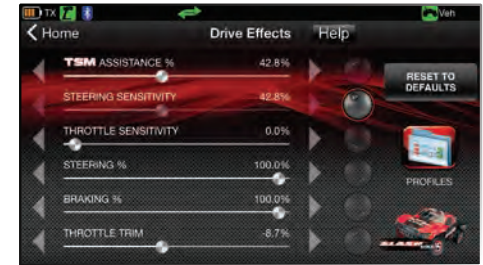 TX Veh
Home Drive Effects Help
TSM ASSISTANCE % 42.8%
STEERING SENSITIVITY 42.8%
THROTTLE SENSITIVITY 0.0%
STEERING % 100.0%
BRAKING % 100.0%
THROTTLE TRIM -8.7%
RESET TO
DEFAULTS
PROFILES
SLASH